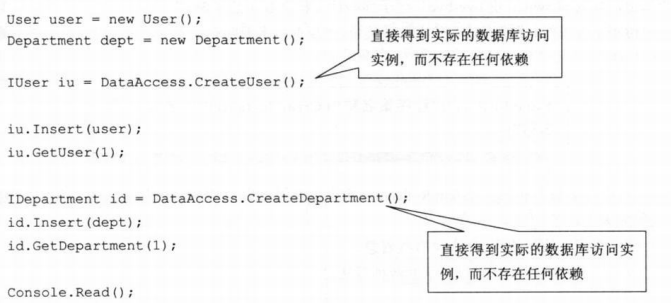 User user = new User();
Department dept = new Department();
直接得到实际的数据库访问
实例，而不存在任何依赖
IUser iu = DataAccess.CreateUser();
iu.Insert(user);
iu.GetUser(1);
IDepartment id = DataAccess.CreateDepartment();
id.Insert(dept);
id.GetDepartment(1);
直接得到实际的数据库访问实
例，而不存在任何依赖
Console.Read();